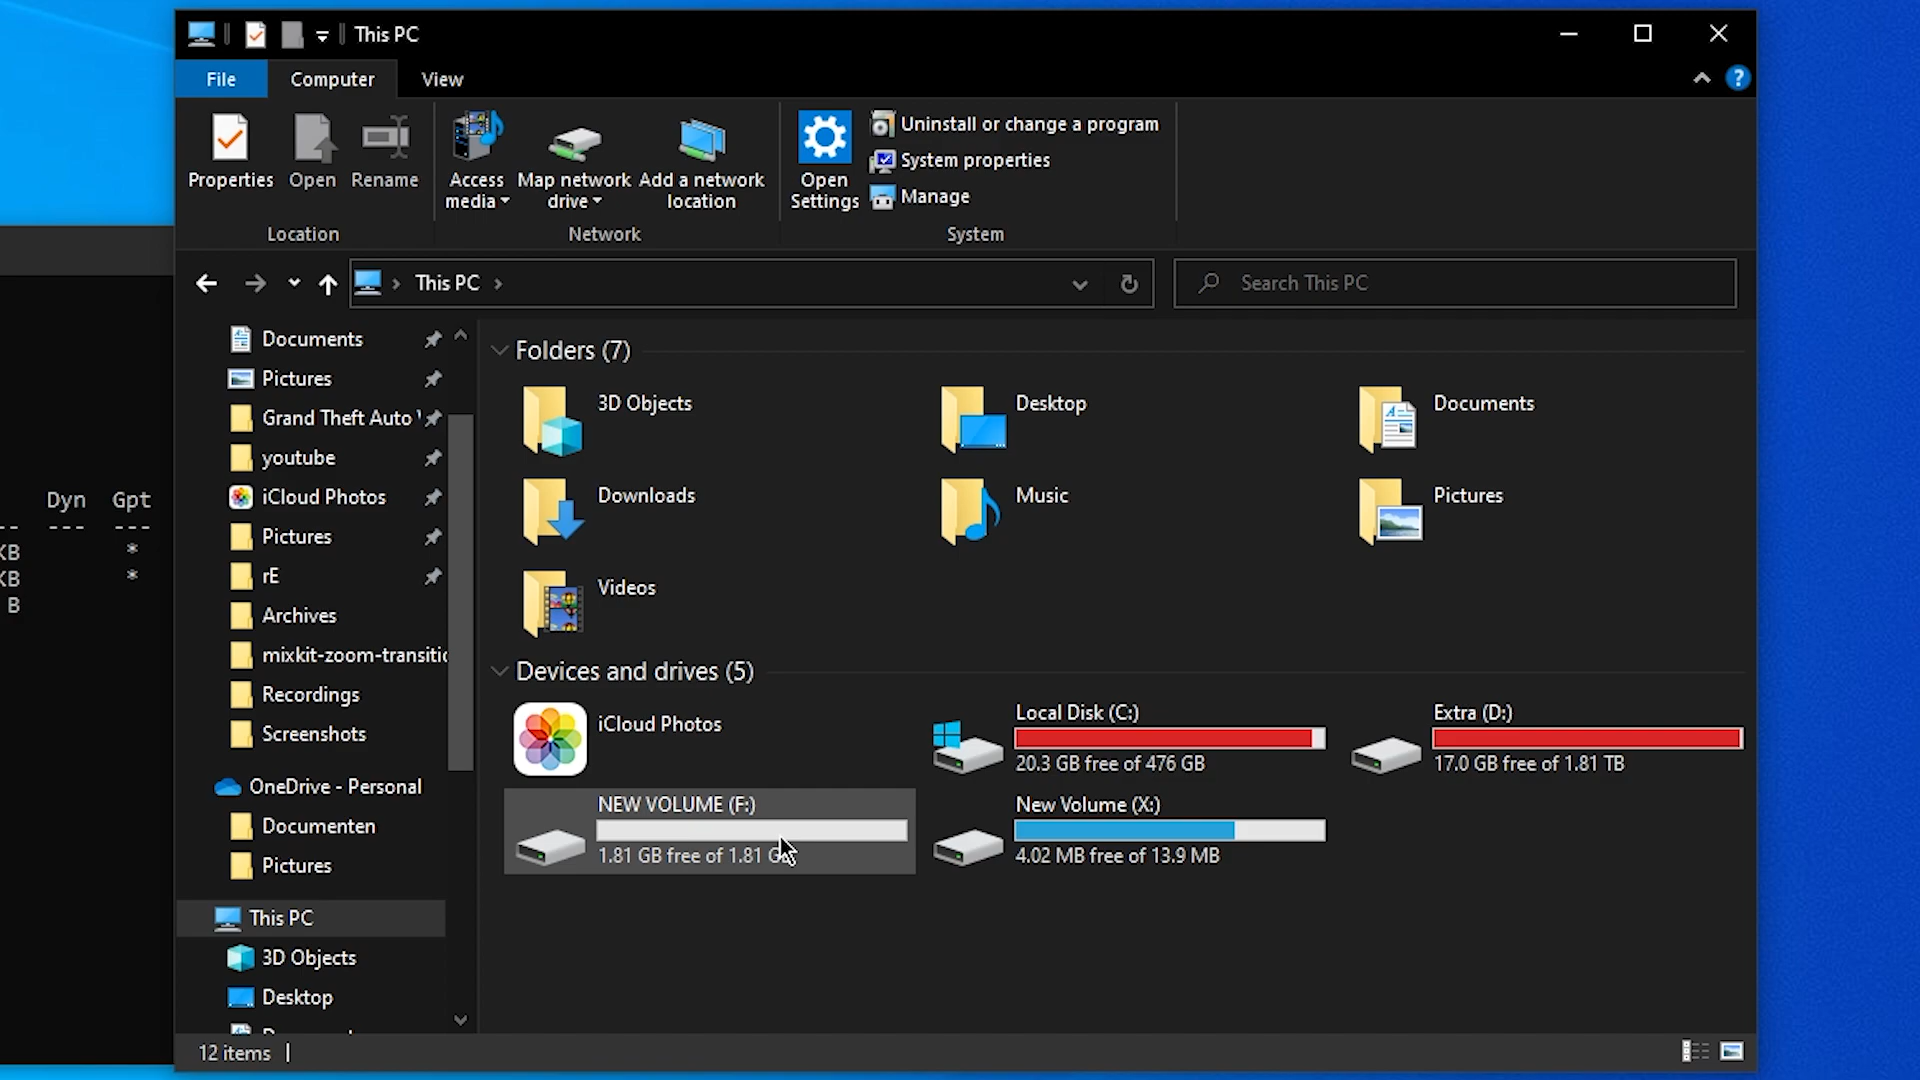 This PC
File
Computer
View
Properties
Open
Rename
Access
media
Map network
drive
Add a network
location
Open
Settings
Uninstall or change a program
System properties
Manage
Location
Network
System
This PC
Search This PC
Documents
Pictures
Grand Theft Auto
youtube
iCloud Photos
Pictures
rE
Archives
mixkit-zoom-transitio
Recordings
Screenshots
OneDrive - Personal
Documenten
Pictures
This PC
3D Objects
Desktop
Folders (7)
3D Objects
Desktop
Documents
Downloads
Music
Pictures
Videos
Devices and drives (5)
iCloud Photos
Local Disk (C:)
20.3 GB free of 476 GB
Extra (D:)
17.0 GB free of 1.81 TB
NEW VOLUME (F:)
1.81 GB free of 1.81
New Volume (X:)
4.02 MB free of 13.9 MB
12 items
Dyn Gpt
--- ---
KB *
KB *
B